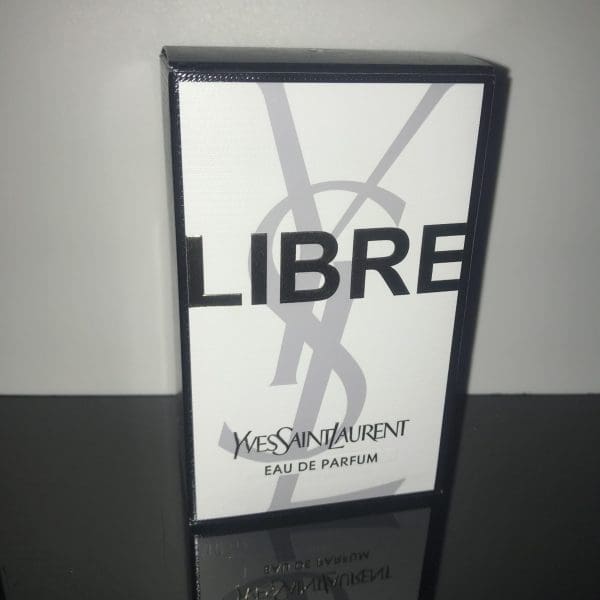 YSL
LIBRE
YVESSAINTLAURENT
EAU DE PARFUM